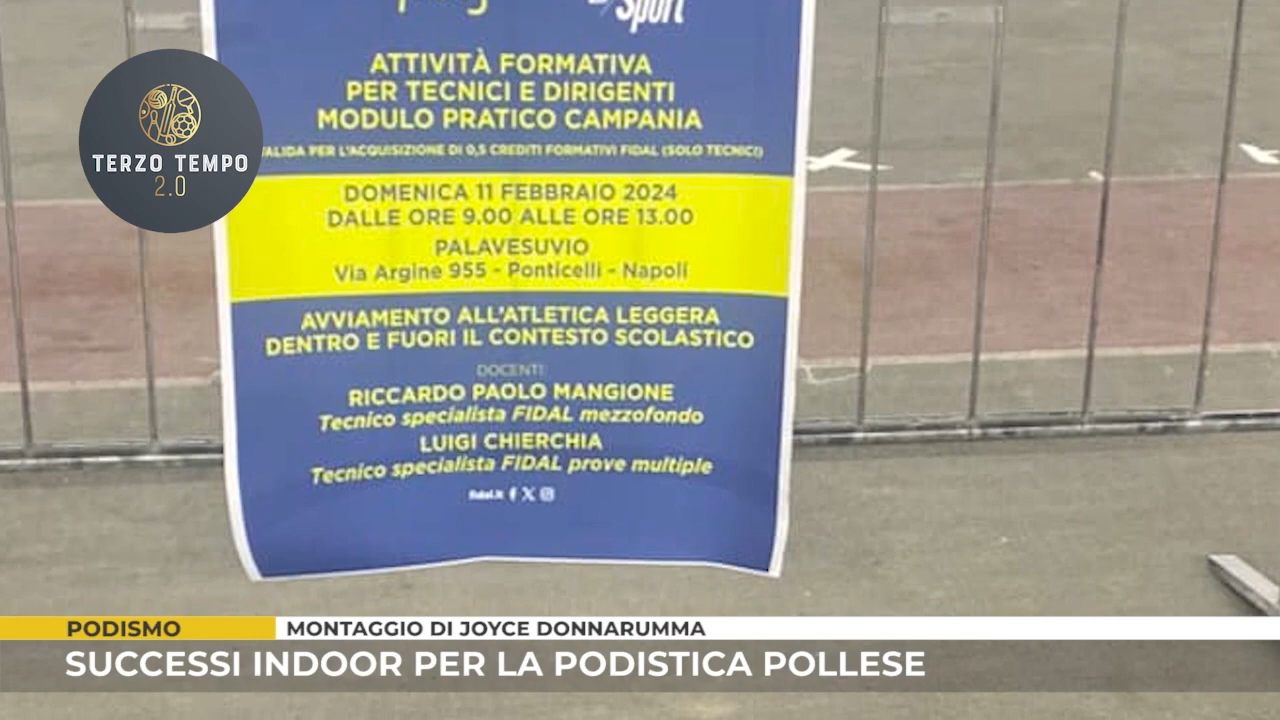 Sport
ATTIVITÀ FORMATIVA
PER TECNICI E DIRIGENTI
MODULO PRATICO CAMPANIA
VALIDA PER L'ACQUISIZIONE DI 0,5 CREDITI FORMATIVI FIDAL (SOLO TECNICI)
TERZO TEMPO
2.0
DOMENICA 11 FEBBRAIO 2024
DALLE ORE 9.00 ALLE ORE 13.00
PALAVESUVIO
Via Argine 955 - Ponticelli - Napoli
AVVIAMENTO ALL'ATLETICA LEGGERA
DENTRO E FUORI IL CONTESTO SCOLASTICO
DOCENTI:
RICCARDO PAOLO MANGIONE
Tecnico specialista FIDAL mezzofondo
LUIGI CHIERCHIA
Tecnico specialista FIDAL prove multiple
fidal.it
PODISMO
MONTAGGIO DI JOYCE DONNARUMMA
SUCCESSI INDOOR PER LA PODISTICA POLLESE